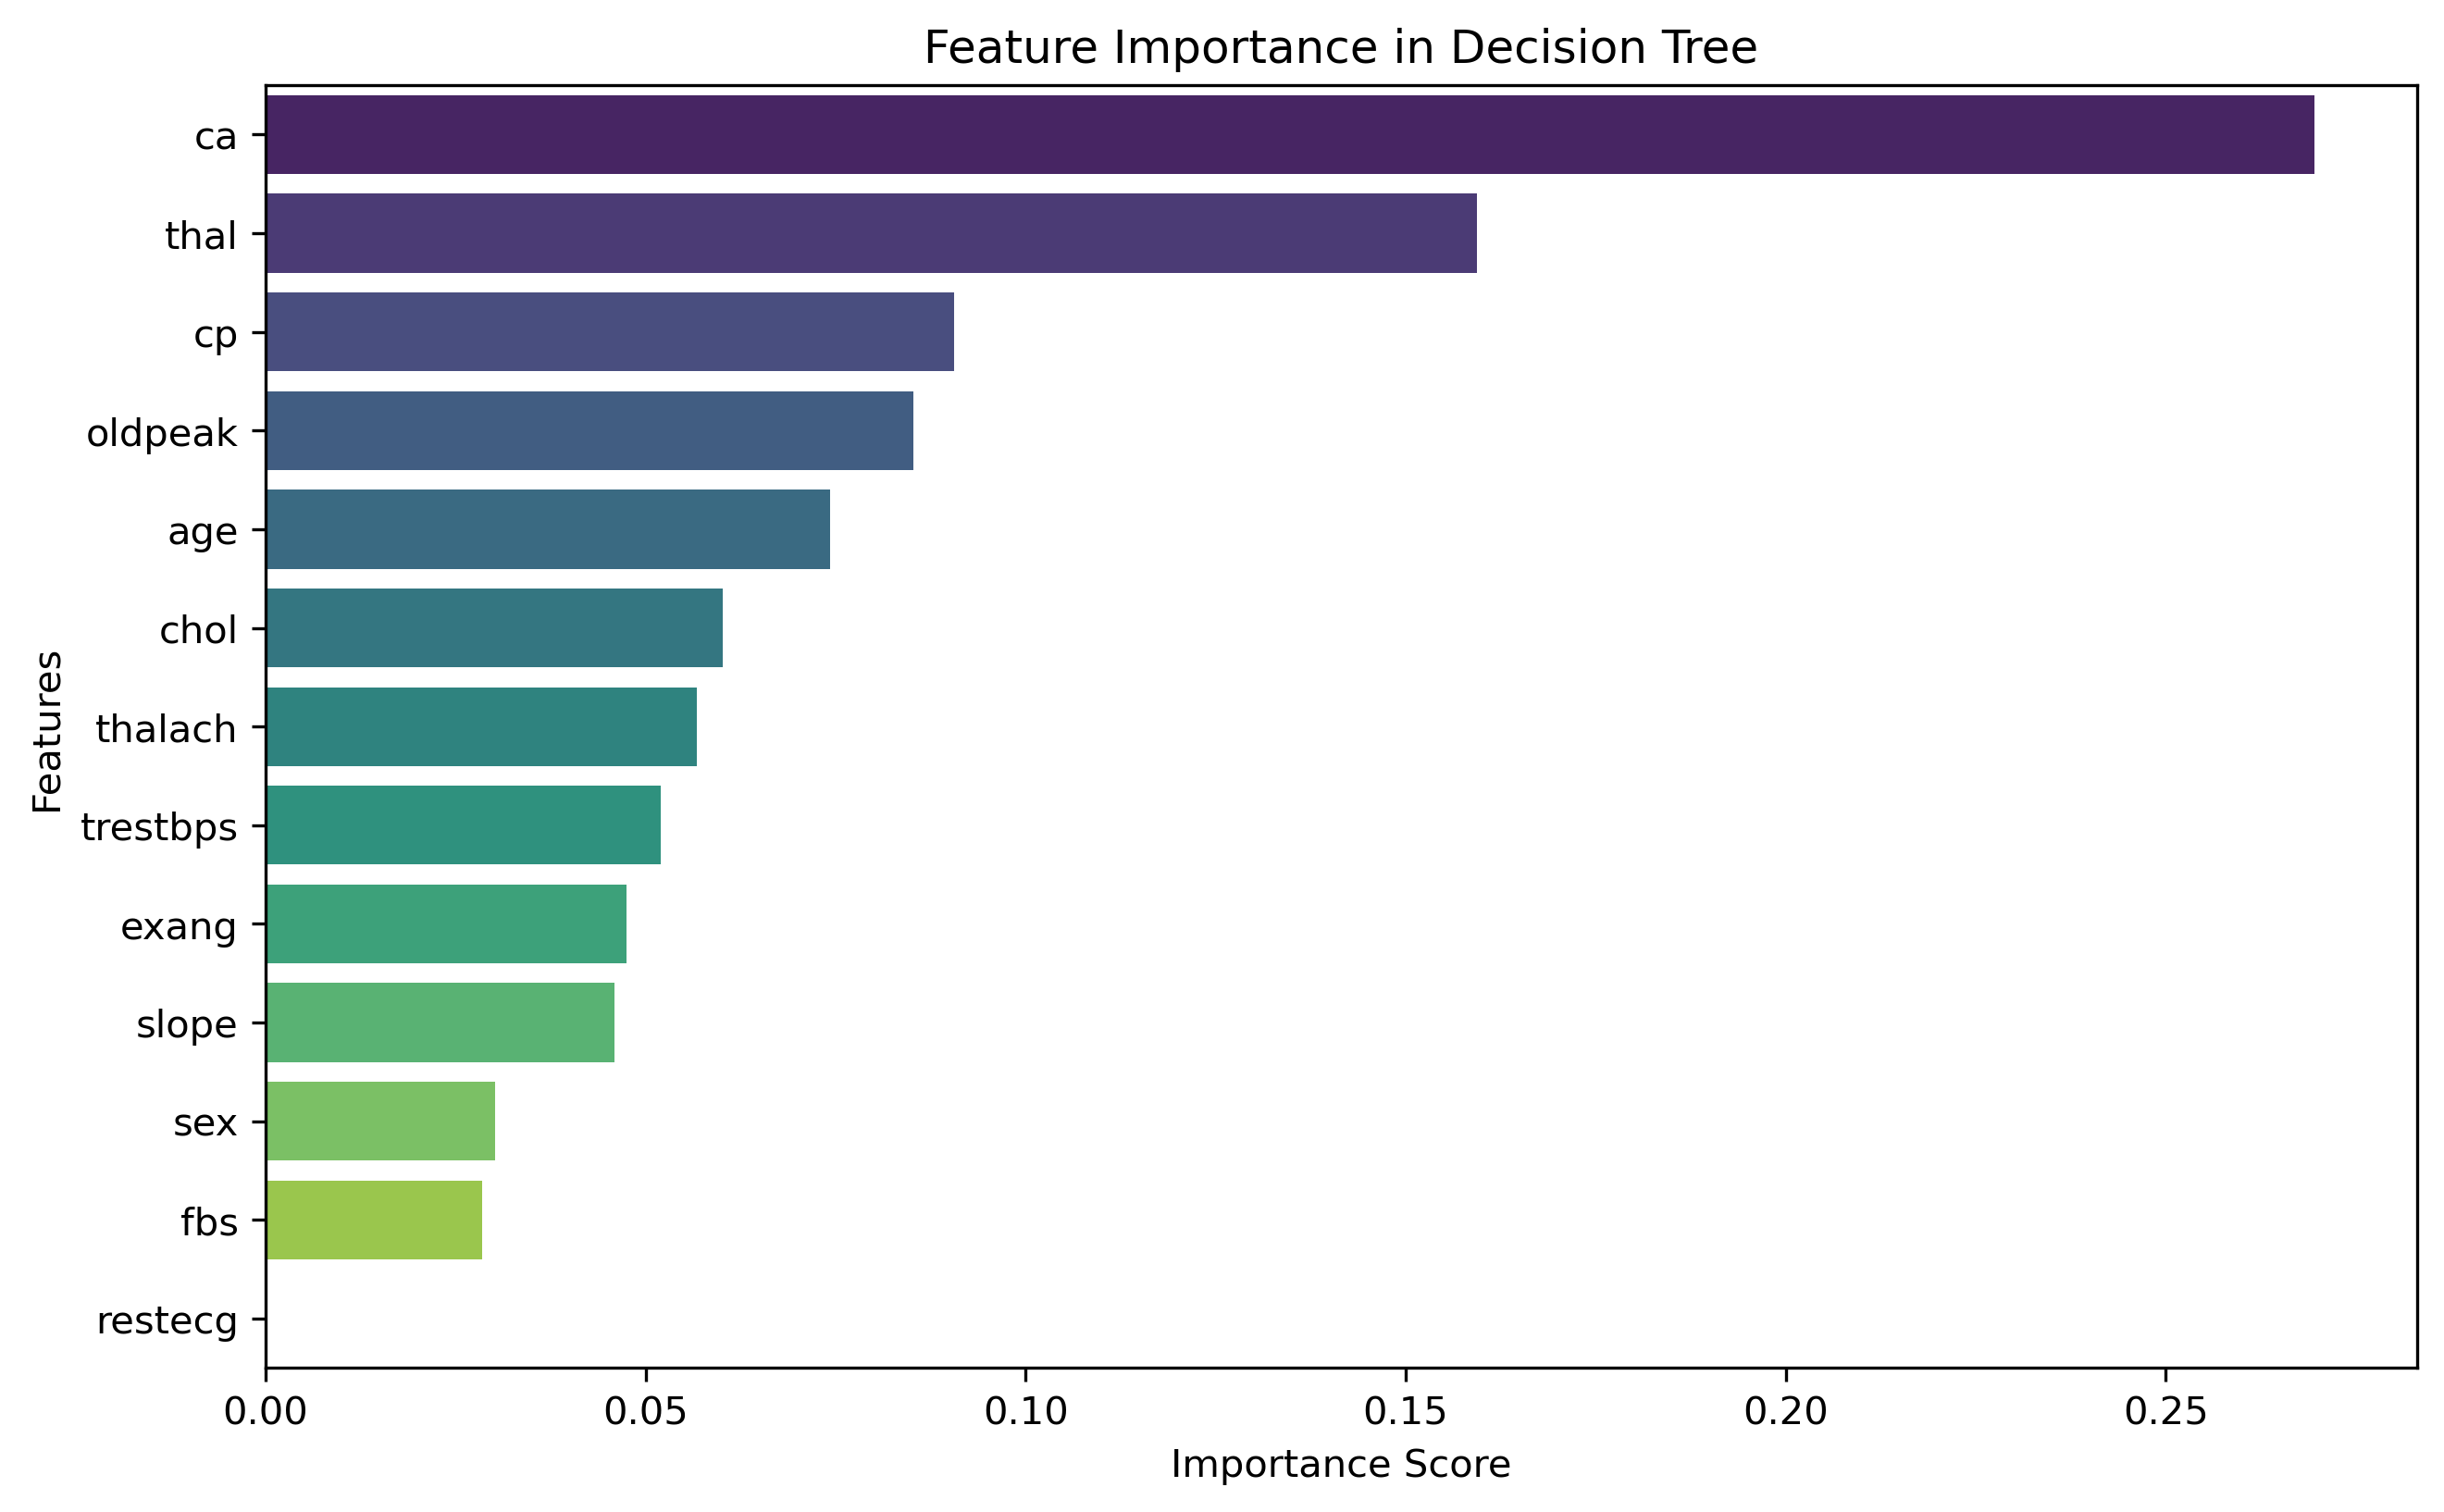 Feature Importance in Decision Tree
Features
ca
thal
cp
oldpeak
age
chol
thalach
trestbps
exang
slope
sex
fbs
restecg
0.00 0.05 0.10 0.15 0.20 0.25
Importance Score